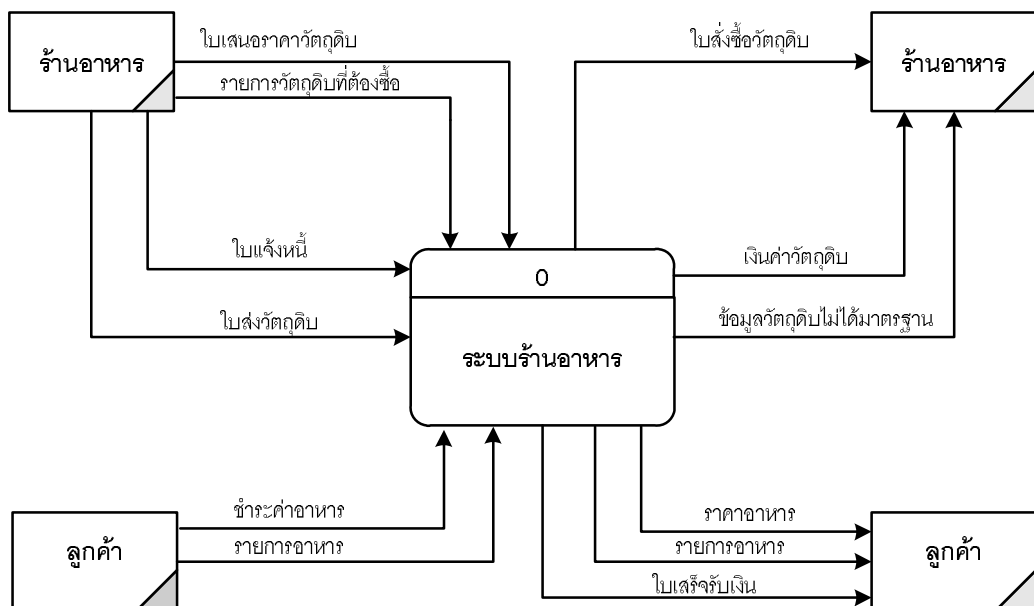 ใบเสนอราคาวัตถุดิบ
ใบสั่งซื้อวัตถุดิบ
ร้านอาหาร
ร้านอาหาร
รายการวัตถุดิบที่ต้องซื้อ
ใบแจ้งหนี้
เงินค่าวัตถุดิบ
0
ใบส่งวัตถุดิบ
ข้อมูลวัตถุดิบไม่ได้มาตรฐาน
ระบบร้านอาหาร
ชำระค่าอาหาร
ราคาอาหาร
ลูกค้า
รายการอาหาร
รายการอาหาร
ลูกค้า
ใบเสร็จรับเงิน